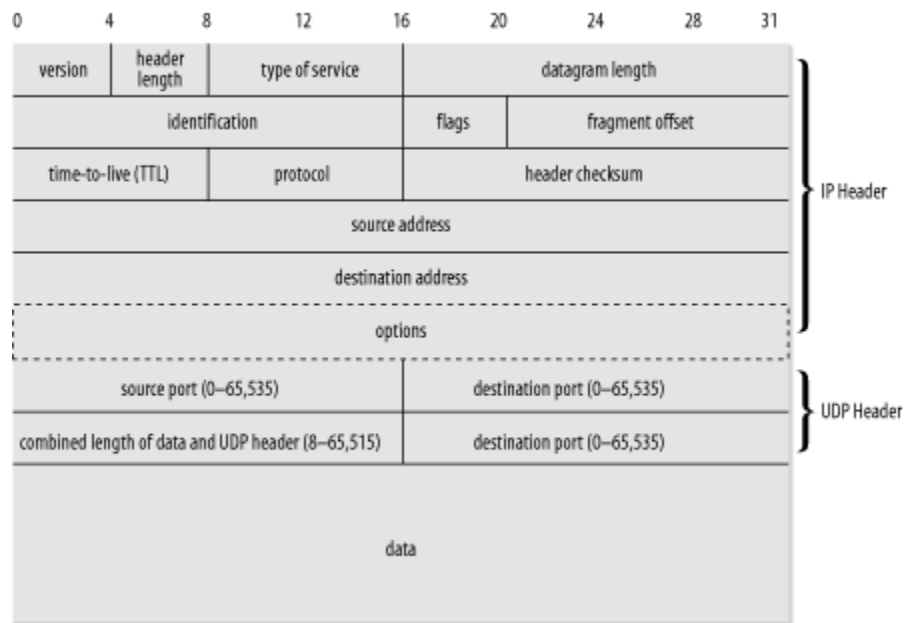 0 4 8 12 16 20 24 28 31
version header length type of service datagram length
identification flags fragment offset
time-to-live (TTL) protocol header checksum
IP Header
source address
destination address
options
source port (0–65,535) destination port (0–65,535)
UDP Header
combined length of data and UDP header (8–65,515) destination port (0–65,535)
data